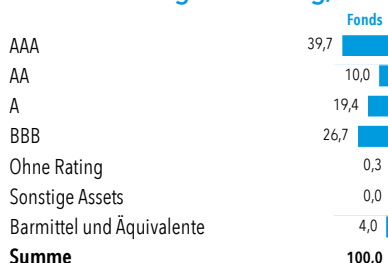 Fonds
AAA 39,7
AA 10,0
A 19,4
BBB 26,7
Ohne Rating 0,3
Sonstige Assets 0,0
Barmittel und Äquivalente 4,0
Summe 100,0